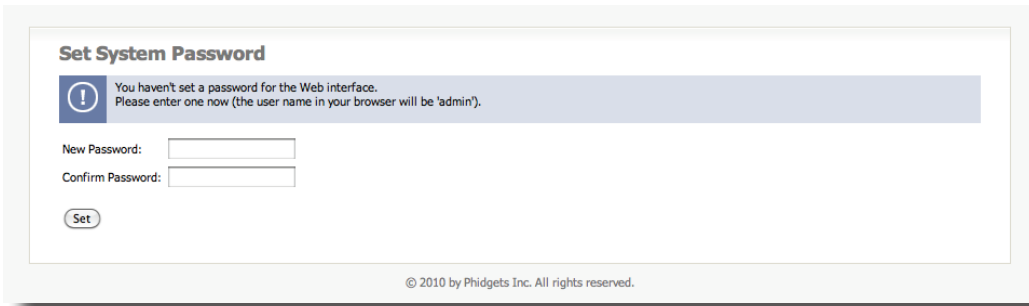 Set System Password
You haven't set a password for the Web interface.
Please enter one now (the user name in your browser will be 'admin').
New Password:
Confirm Password:
Set
© 2010 by Phidgets Inc. All rights reserved.